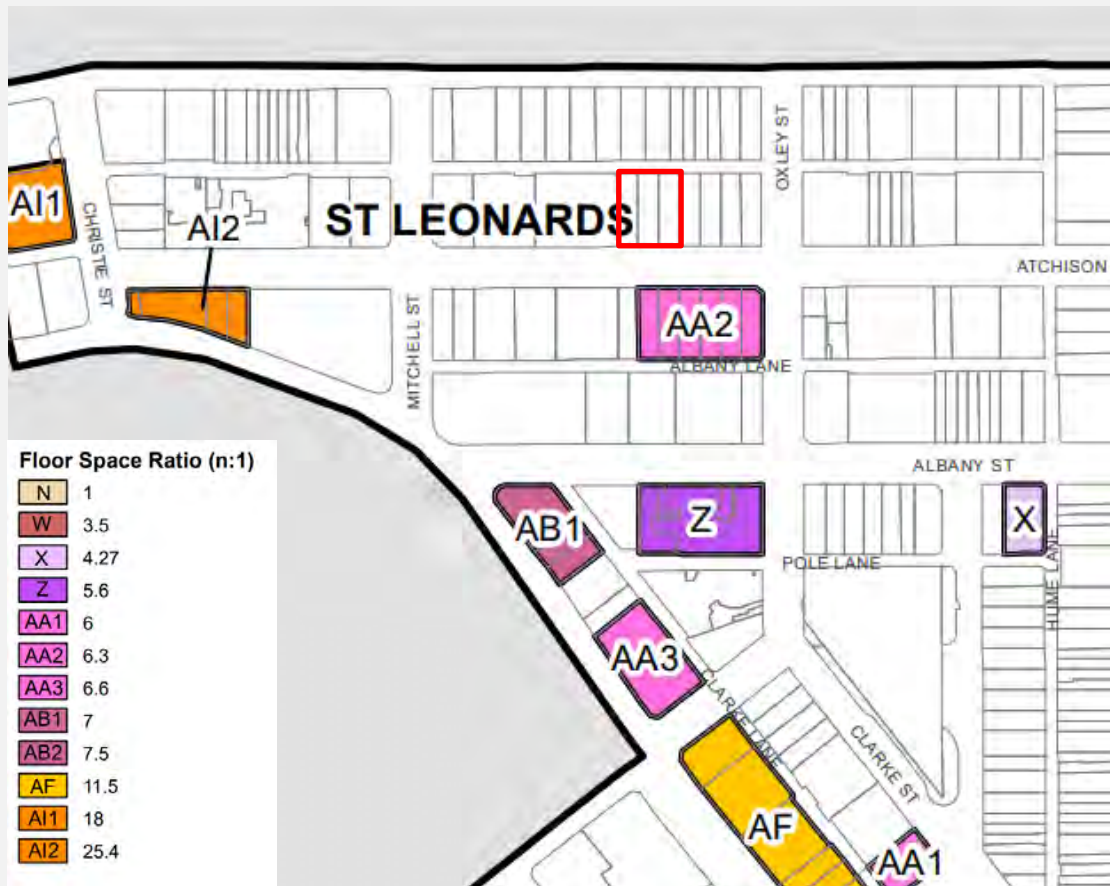 OXLEY ST
AI1
CHRISTIE ST
AI2
ST LEONARDS
ATCHISON
MITCHELL ST
AA2
ALBANY LANE
ALBANY ST
AB1
Z
X
POLE LANE
HUME LANE
AA3
CLARKE LANE
CLARKE ST
AF
AA1
Floor Space Ratio (n:1)
N 1
W 3.5
X 4.27
Z 5.6
AA1 6
AA2 6.3
AA3 6.6
AB1 7
AB2 7.5
AF 11.5
AI1 18
AI2 25.4